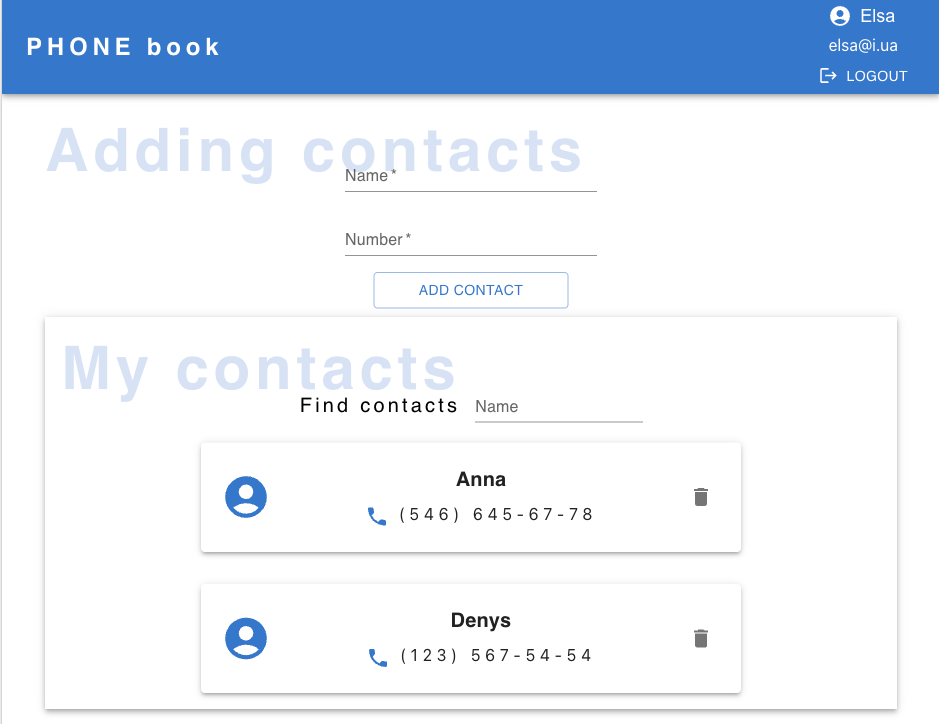 PHONE book
Elsa
elsa@i.ua
LOGOUT
Adding contacts
Name *
Number *
ADD CONTACT
My contacts
Find contacts Name
Anna
(546) 645-67-78
Denys
(123) 567-54-54